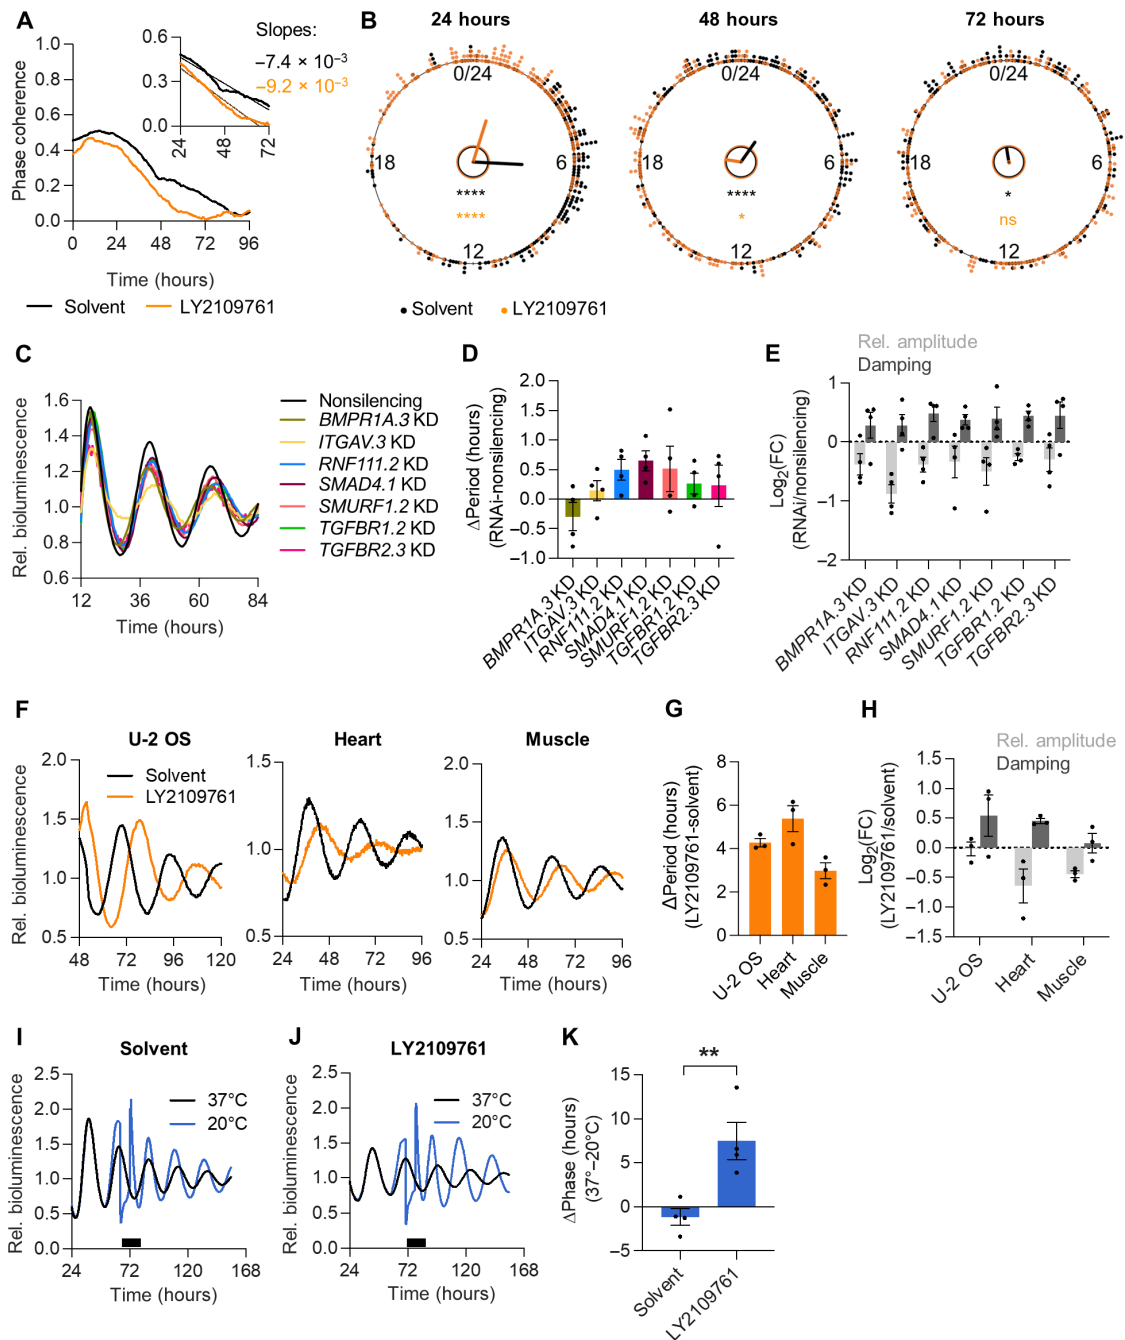 A
Phase coherence
1.0
0.8
0.6
0.4
0.2
0.0
0
24
48
72
96
Time (hours)
0.6
0.3
0.0
24
48
72
Slopes:
–7.4 × 10⁻³
–9.2 × 10⁻³
Solvent
LY2109761
B
24 hours
48 hours
72 hours
0/24
18
6
****
****
12
0/24
18
6
****
*
12
0/24
18
6
*
ns
12
Solvent
LY2109761
C
Rel. bioluminescence
1.6
1.4
1.2
1.0
0.8
0.6
12
36
60
84
Time (hours)
Nonsilencing
BMPR1A.3 KD
ITGAV.3 KD
RNF111.2 KD
SMAD4.1 KD
SMURF1.2 KD
TGFBR1.2 KD
TGFBR2.3 KD
D
ΔPeriod (hours)
(RNAi-nonsilencing)
2.0
1.5
1.0
0.5
0.0
–0.5
–1.0
BMPR1A.3 KD
ITGAV.3 KD
RNF111.2 KD
SMAD4.1 KD
SMURF1.2 KD
TGFBR1.2 KD
TGFBR2.3 KD
E
Rel. amplitude
Damping
Log₂(FC)
(RNAi/nonsilencing)
1
0
–1
–2
BMPR1A.3 KD
ITGAV.3 KD
RNF111.2 KD
SMAD4.1 KD
SMURF1.2 KD
TGFBR1.2 KD
TGFBR2.3 KD
F
Rel. bioluminescence
U-2 OS
Solvent
LY2109761
2.0
1.5
1.0
0.5
48
72
96
120
Time (hours)
Heart
1.5
1.0
0.5
24
48
72
96
Time (hours)
Muscle
2.0
1.5
1.0
0.5
24
48
72
96
Time (hours)
G
ΔPeriod (hours)
(LY2109761-solvent)
8
6
4
2
0
U-2 OS
Heart
Muscle
H
Rel. amplitude
Damping
Log₂(FC)
(LY2109761/solvent)
1.5
1.0
0.5
0.0
–0.5
–1.0
–1.5
U-2 OS
Heart
Muscle
I
Solvent
Rel. bioluminescence
2.5
2.0
1.5
1.0
0.5
0.0
37°C
20°C
24
72
120
168
Time (hours)
J
LY2109761
Rel. bioluminescence
2.5
2.0
1.5
1.0
0.5
0.0
37°C
20°C
24
72
120
168
Time (hours)
K
**
ΔPhase (hours)
(37°–20°C)
15
10
5
0
–5
Solvent
LY2109761